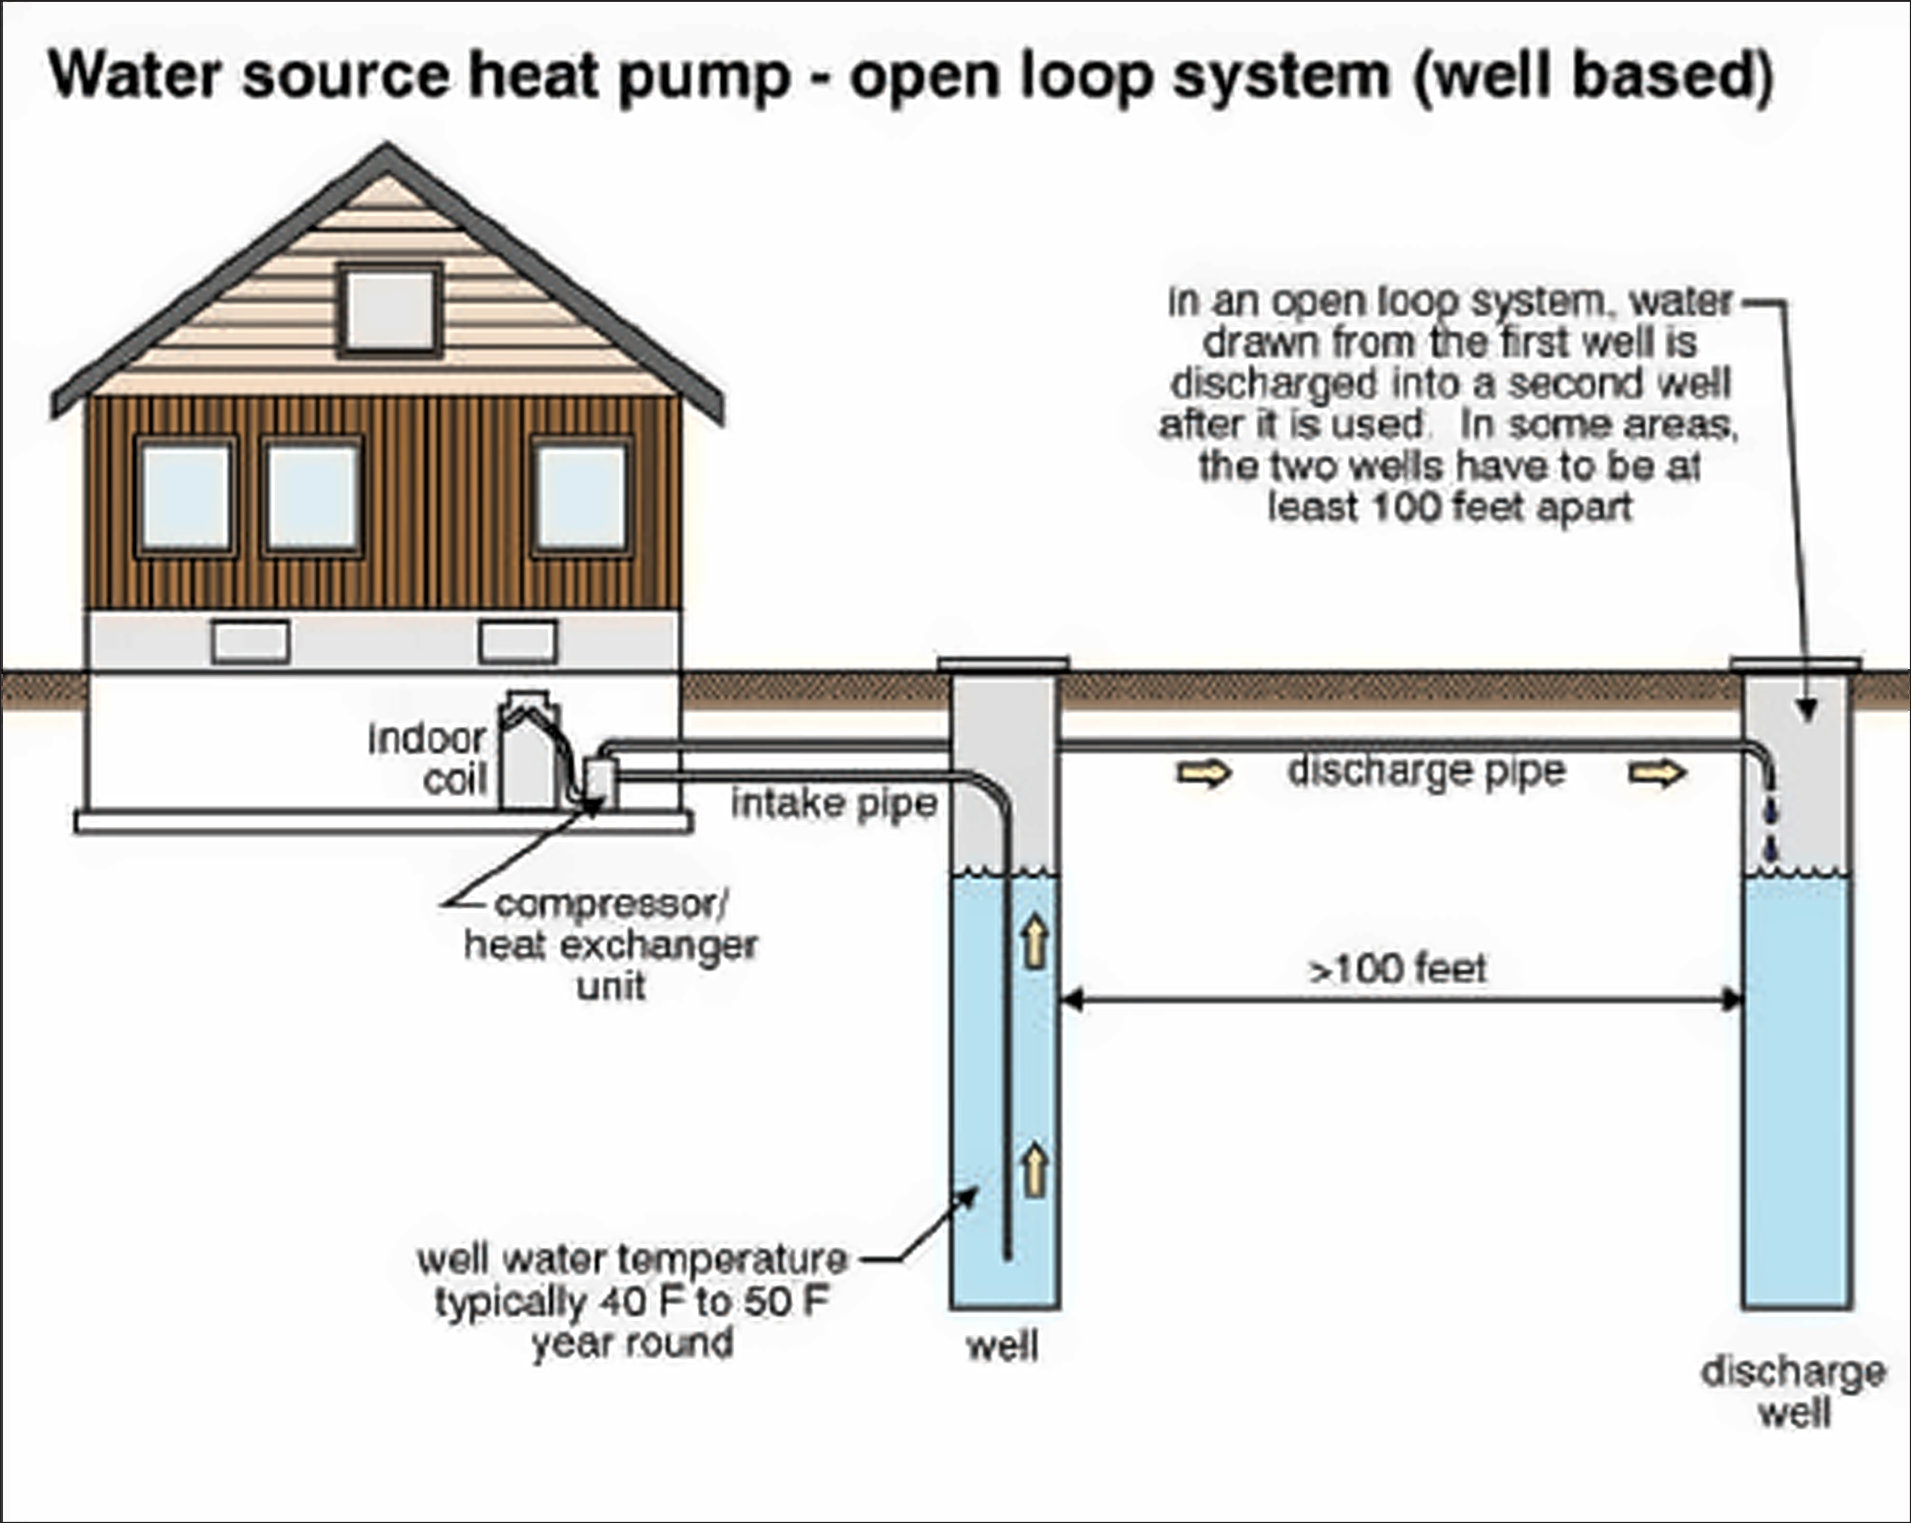 Water source heat pump - open loop system (well based)
in an open loop system, water
drawn from the first well is
discharged into a second well
after it is used. In some areas,
the two wells have to be at
least 100 feet apart
indoor
coil
intake pipe
discharge pipe
compressor/
heat exchanger
unit
>100 feet
well water temperature
typically 40 F to 50 F
year round
well
discharge
well